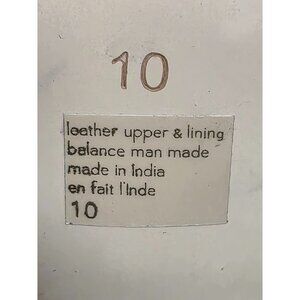 10
leather upper & lining
balance man made
made in India
en fait l'Inde
10